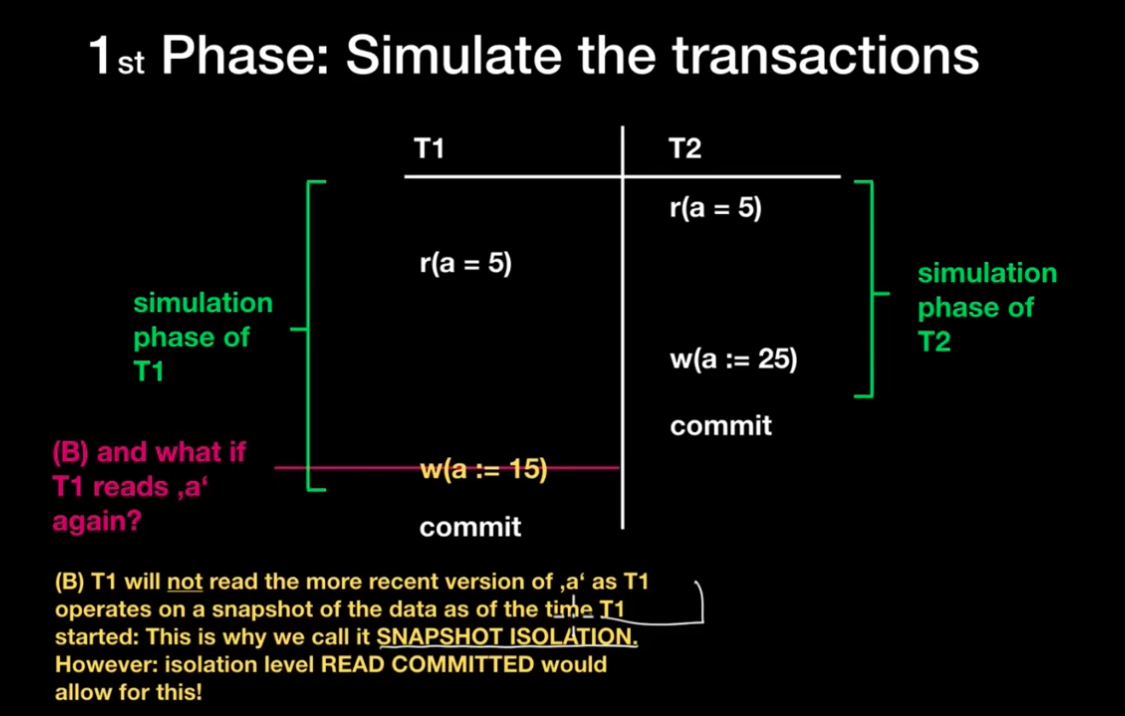 1st Phase: Simulate the transactions
T1
T2
r(a = 5)
r(a = 5)
simulation
phase of
T1
simulation
phase of
T2
w(a := 25)
commit
(B) and what if
T1 reads ‚a‘
again?
w(a := 15)
commit
(B) T1 will not read the more recent version of ‚a‘ as T1
operates on a snapshot of the data as of the time T1
started: This is why we call it SNAPSHOT ISOLATION.
However: isolation level READ COMMITTED would
allow for this!